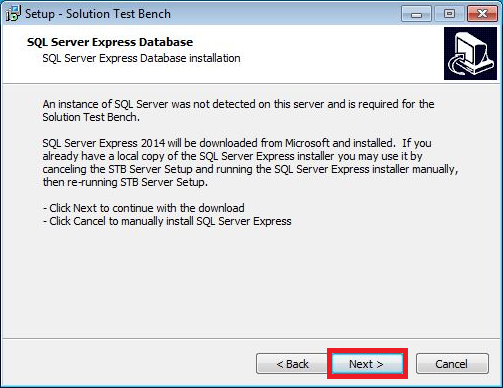 Setup - Solution Test Bench
SQL Server Express Database
SQL Server Express Database installation
An instance of SQL Server was not detected on this server and is required for the
Solution Test Bench.
SQL Server Express 2014 will be downloaded from Microsoft and installed.  If you
already have a local copy of the SQL Server Express installer you may use it by
canceling the STB Server Setup and running the SQL Server Express installer manually,
then re-running STB Server Setup.
- Click Next to continue with the download
- Click Cancel to manually install SQL Server Express
< Back
Next >
Cancel